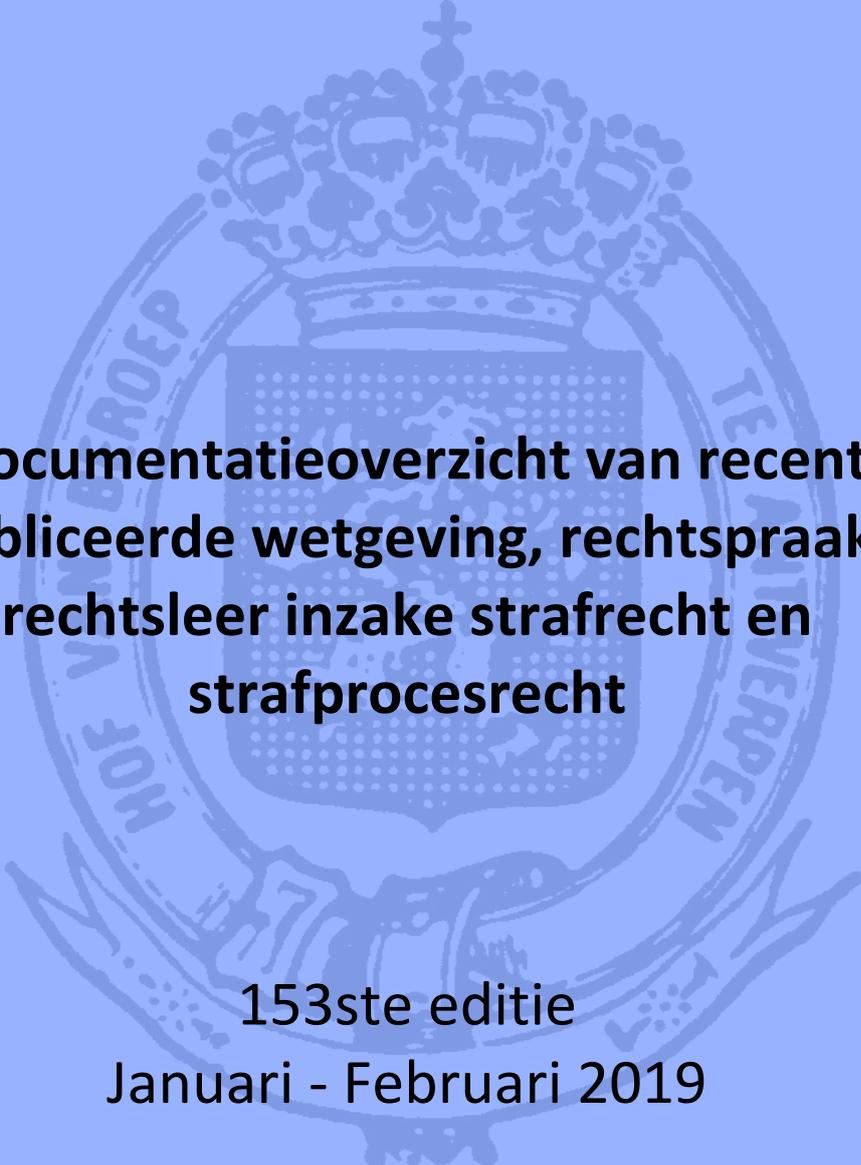 ocumentatieoverzicht van recent
bliceerde wetgeving, rechtspraak
rechtsleer inzake strafrecht en
strafprocesrecht
HOF VAN BEROEP
TE ANTWERPEN
153ste editie
Januari - Februari 2019